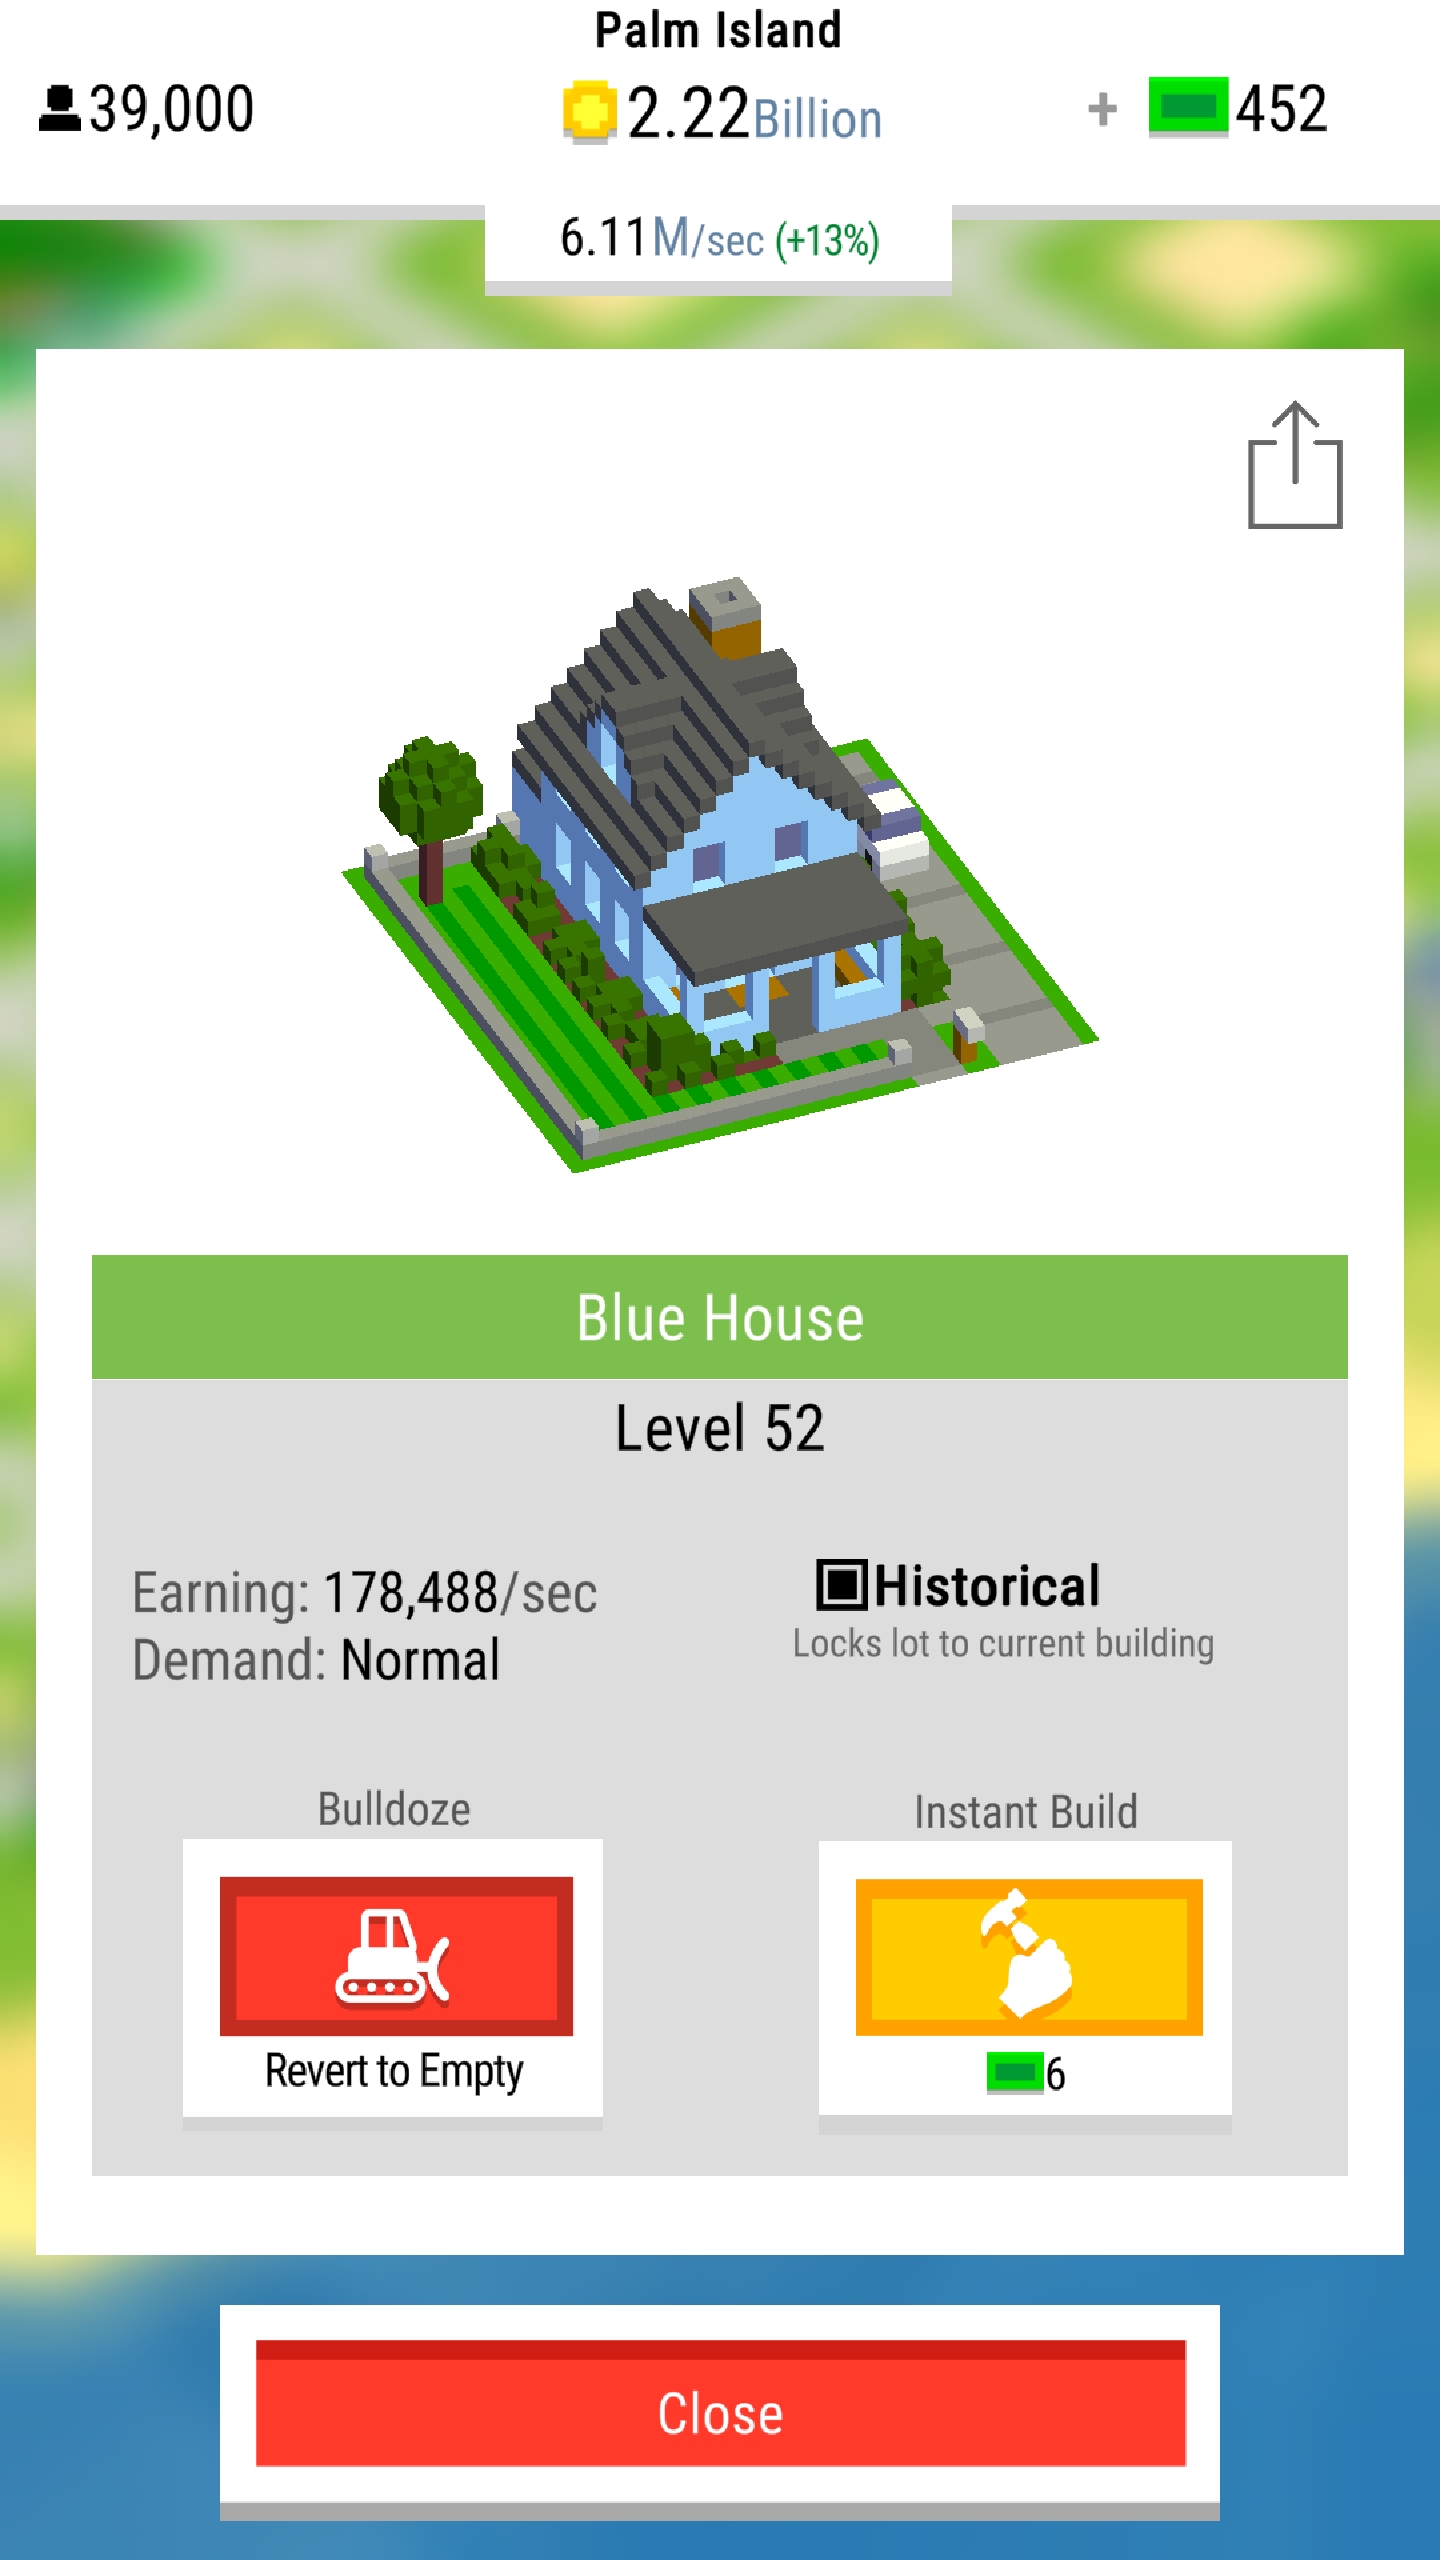 Palm Island
39,000
2.22Billion
+ 452
6.11M/sec (+13%)
Blue House
Level 52
Earning: 178,488/sec
Demand: Normal
Historical
Locks lot to current building
Bulldoze
Revert to Empty
Instant Build
6
Close